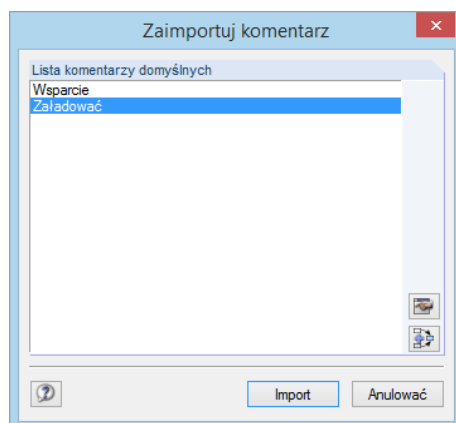 Zaimportuj komentarz
Lista komentarzy domyślnych
Wsparcie
Załadować
Import
Anulować